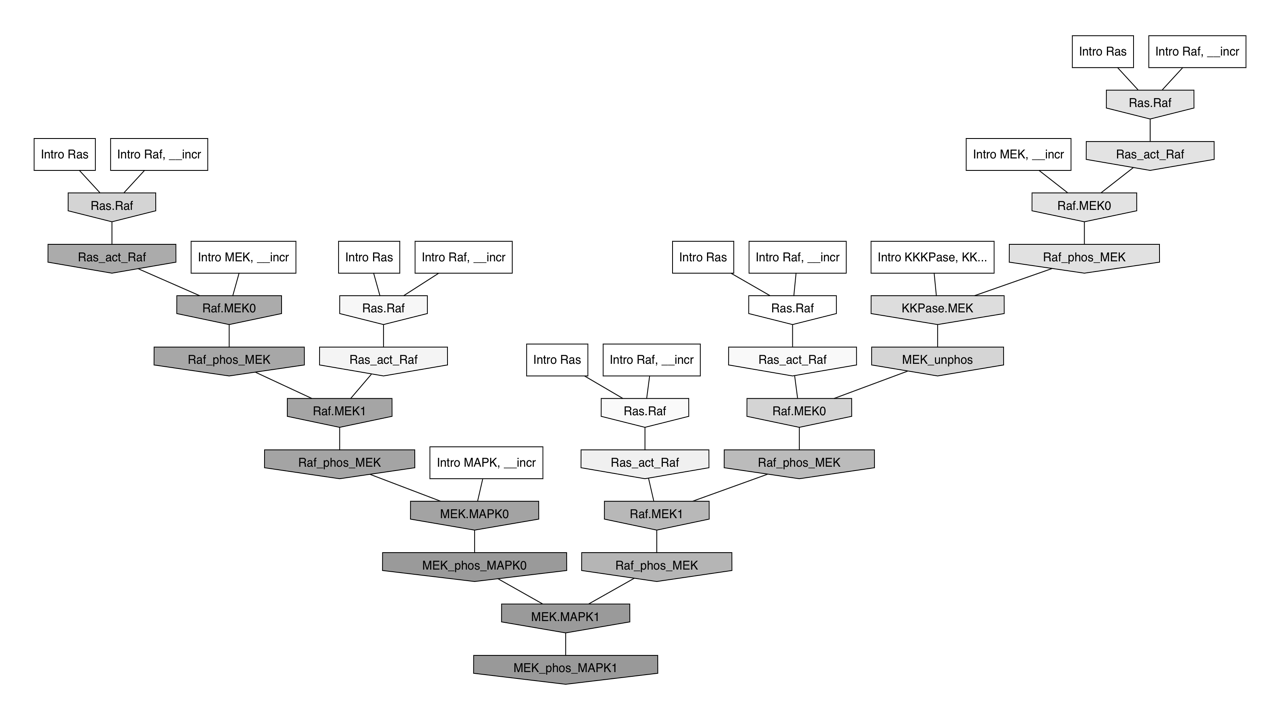 Intro Ras
Intro Raf, __incr
Ras.Raf
Intro Ras
Intro Raf, __incr
Intro MEK, __incr
Ras_act_Raf
Ras.Raf
Raf.MEK0
Ras_act_Raf
Intro MEK, __incr
Intro Ras
Intro Raf, __incr
Intro Ras
Intro Raf, __incr
Intro KKKPase, KK...
Raf_phos_MEK
Raf.MEK0
Ras.Raf
Ras.Raf
KKPase.MEK
Raf_phos_MEK
Ras_act_Raf
Intro Ras
Intro Raf, __incr
Ras_act_Raf
MEK_unphos
Raf.MEK1
Ras.Raf
Raf.MEK0
Raf_phos_MEK
Intro MAPK, __incr
Ras_act_Raf
Raf_phos_MEK
MEK.MAPK0
Raf.MEK1
MEK_phos_MAPK0
Raf_phos_MEK
MEK.MAPK1
MEK_phos_MAPK1